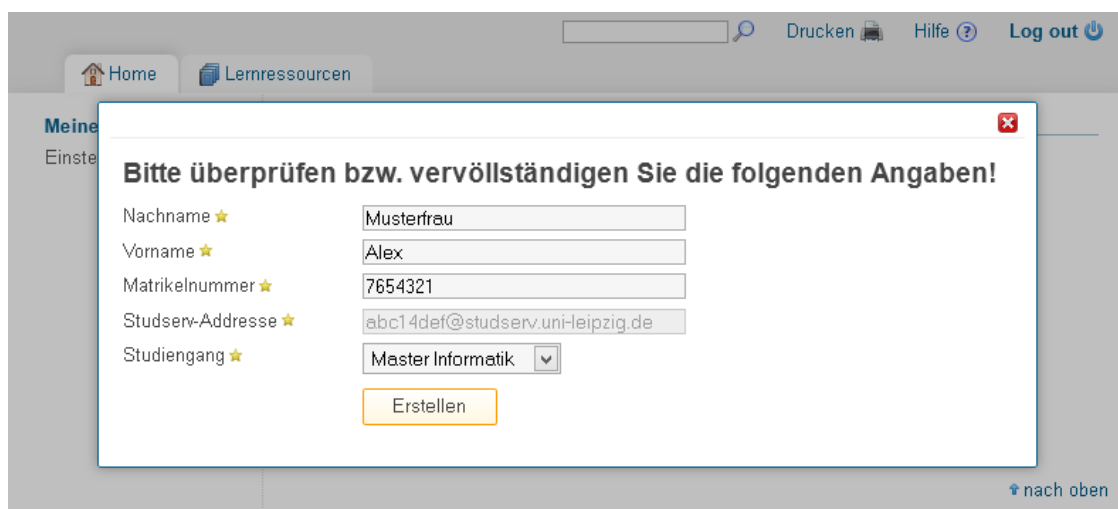 Drucken Hilfe Log out
Home Lernressourcen
Meine
Einste
Bitte überprüfen bzw. vervöllständigen Sie die folgenden Angaben!
Nachname Musterfrau
Vorname Alex
Matrikelnummer 7654321
Studserv-Addresse abc14def@studserv.uni-leipzig.de
Studiengang Master Informatik
Erstellen
nach oben